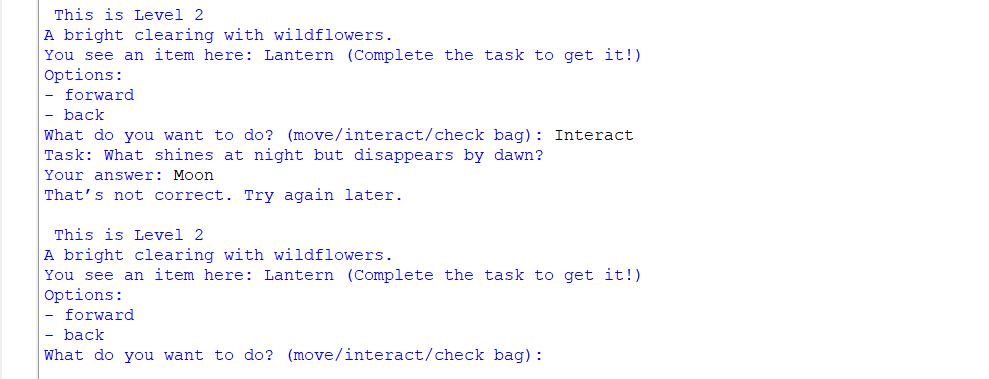 This is Level 2
A bright clearing with wildflowers.
You see an item here: Lantern (Complete the task to get it!)
Options:
- forward
- back
What do you want to do? (move/interact/check bag): Interact
Task: What shines at night but disappears by dawn?
Your answer: Moon
That’s not correct. Try again later.

This is Level 2
A bright clearing with wildflowers.
You see an item here: Lantern (Complete the task to get it!)
Options:
- forward
- back
What do you want to do? (move/interact/check bag):